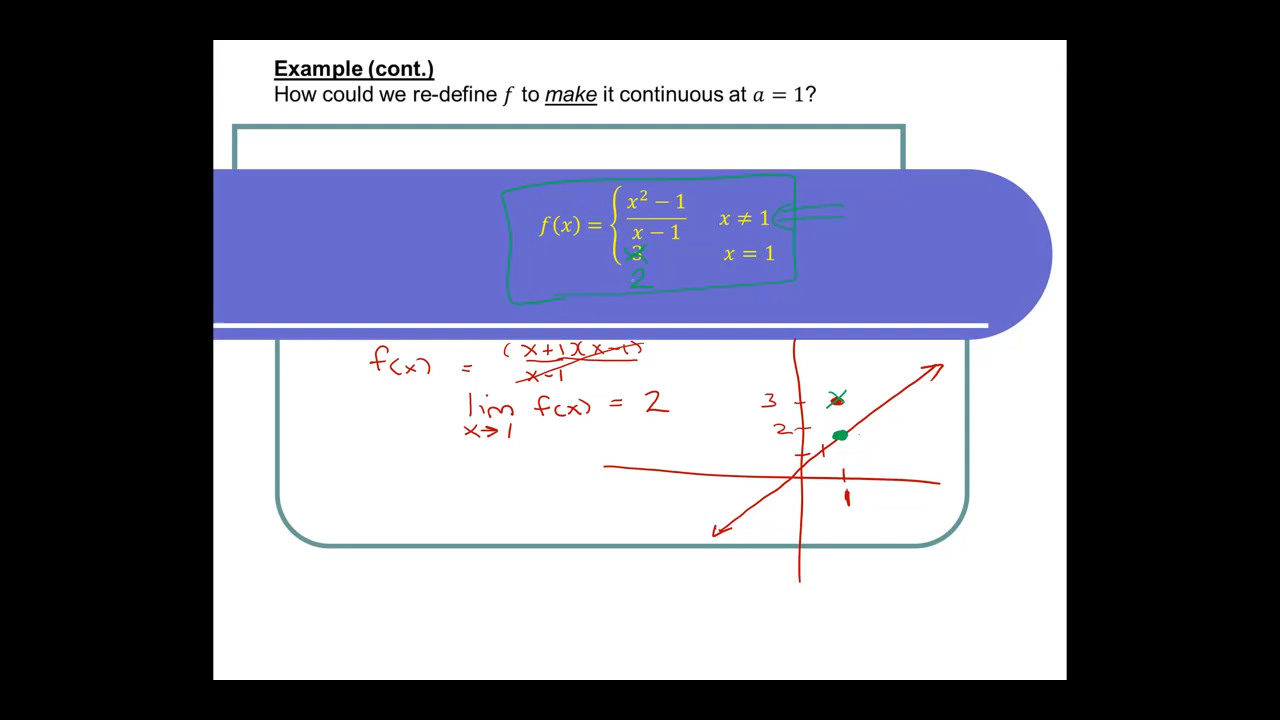 Example (cont.)
How could we re-define f to make it continuous at a = 1?
f(x) = { x² − 1 / x − 1   x ≠ 1
3   x = 1
2
f(x) = (x+1)(x-1) / x-1
lim f(x) = 2
x→1
3
2
1